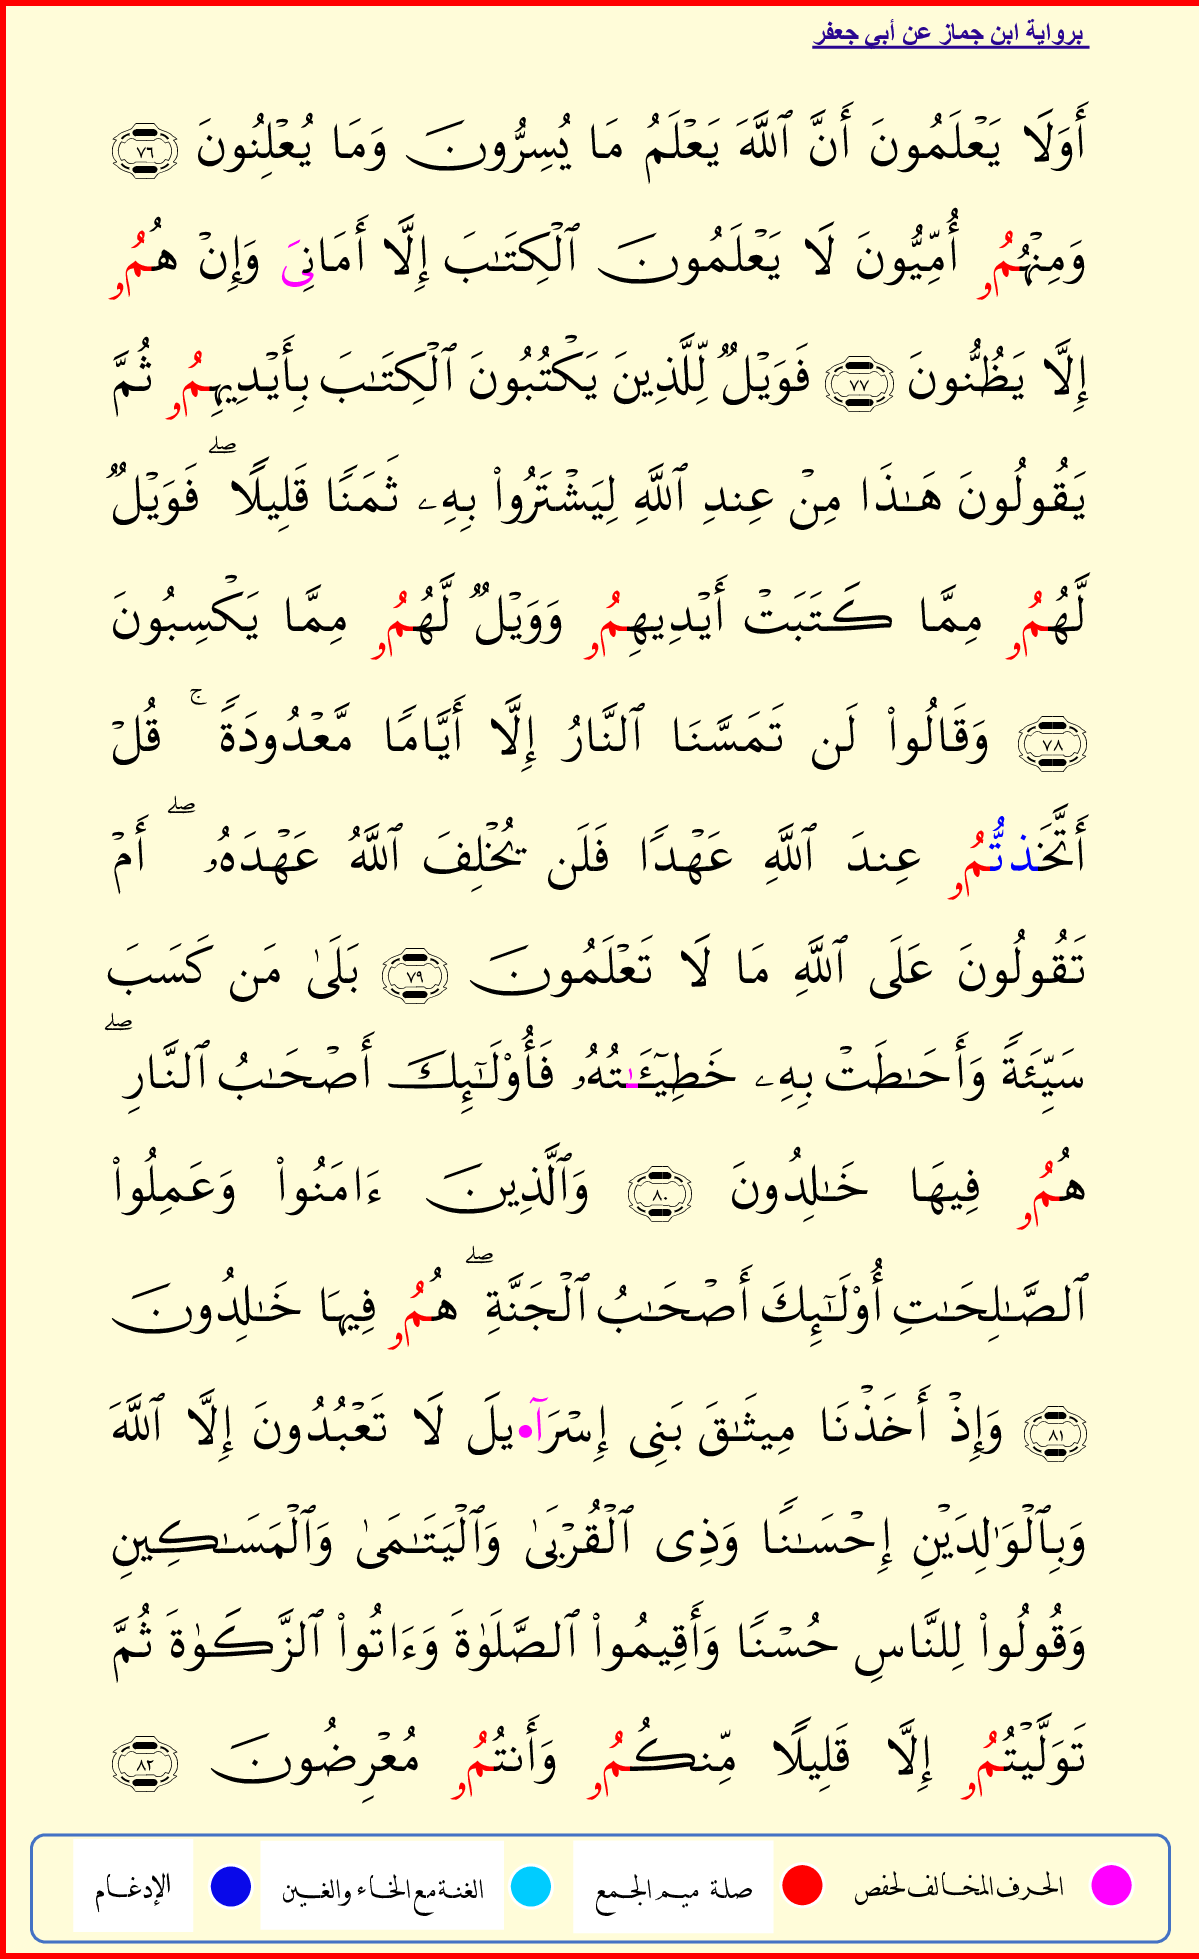 برواية ابن جماز عن أبي جعفر
أَوَلَا يَعْلَمُونَ أَنَّ ٱللَّهَ يَعْلَمُ مَا يُسِرُّونَ وَمَا يُعْلِنُونَ ٧٦
وَمِنْهُمُۥ أُمِّيُّونَ لَا يَعْلَمُونَ ٱلْكِتَٰبَ إِلَّا أَمَانِىَ وَإِنْ هُمُۥ
إِلَّا يَظُنُّونَ ٧٧ فَوَيْلٌ لِّلَّذِينَ يَكْتُبُونَ ٱلْكِتَٰبَ بِأَيْدِيهِمُۥ ثُمَّ
يَقُولُونَ هَٰذَا مِنْ عِندِ ٱللَّهِ لِيَشْتَرُواْ بِهِۦ ثَمَنًا قَلِيلًا ۖ فَوَيْلٌ
لَّهُمُۥ مِمَّا كَتَبَتْ أَيْدِيهِمُۥ وَوَيْلٌ لَّهُمُۥ مِمَّا يَكْسِبُونَ
٧٨ وَقَالُواْ لَن تَمَسَّنَا ٱلنَّارُ إِلَّا أَيَّامًا مَّعْدُودَةً ۚ قُلْ
أَتَّخَذتُّمُۥ عِندَ ٱللَّهِ عَهْدًا فَلَن يُخْلِفَ ٱللَّهُ عَهْدَهُۥ ۖ أَمْ
تَقُولُونَ عَلَى ٱللَّهِ مَا لَا تَعْلَمُونَ ٧٩ بَلَىٰ مَن كَسَبَ
سَيِّئَةً وَأَحَٰطَتْ بِهِۦ خَطِيٓـَٰٔتُهُۥ فَأُوْلَٰٓئِكَ أَصْحَٰبُ ٱلنَّارِ ۖ
هُمُۥ فِيهَا خَٰلِدُونَ ٨٠ وَٱلَّذِينَ ءَامَنُواْ وَعَمِلُواْ
ٱلصَّٰلِحَٰتِ أُوْلَٰٓئِكَ أَصْحَٰبُ ٱلْجَنَّةِ ۖ هُمُۥ فِيهَا خَٰلِدُونَ
٨١ وَإِذْ أَخَذْنَا مِيثَٰقَ بَنِى إِسْرَآ•يلَ لَا تَعْبُدُونَ إِلَّا ٱللَّهَ
وَبِٱلْوَٰلِدَيْنِ إِحْسَٰنًا وَذِى ٱلْقُرْبَىٰ وَٱلْيَتَٰمَىٰ وَٱلْمَسَٰكِينِ
وَقُولُواْ لِلنَّاسِ حُسْنًا وَأَقِيمُواْ ٱلصَّلَوٰةَ وَءَاتُواْ ٱلزَّكَوٰةَ ثُمَّ
تَوَلَّيْتُمُۥ إِلَّا قَلِيلًا مِّنكُمُۥ وَأَنتُمُۥ مُعْرِضُونَ ٨٢
الحرف المخالف لحفص صلة ميم الجمع الغنة مع الخاء والغين الإدغام